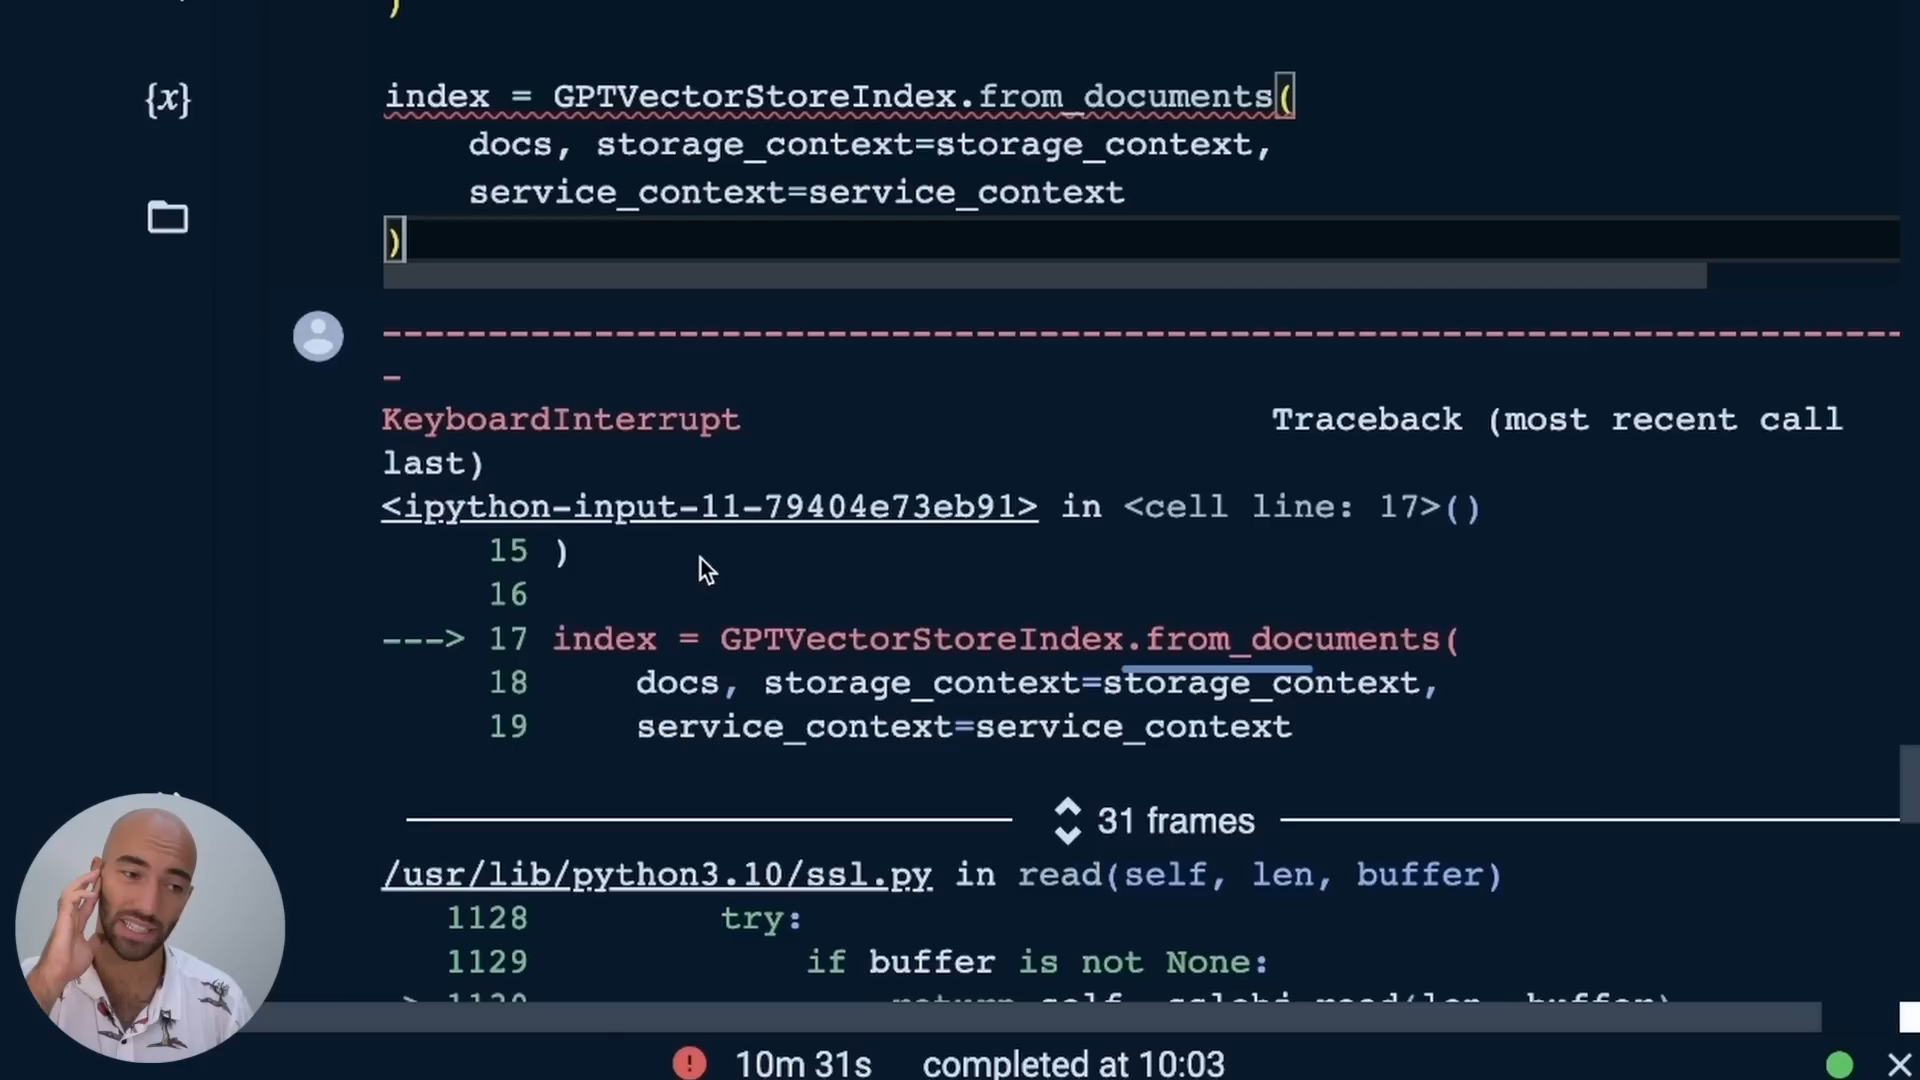 )
{x}
index = GPTVectorStoreIndex.from_documents(
docs, storage_context=storage_context,
service_context=service_context
)
--------------------------------------------------------------------------
-
KeyboardInterrupt                         Traceback (most recent call
last)
<ipython-input-11-79404e73eb91> in <cell line: 17>()
15 )
16
---> 17 index = GPTVectorStoreIndex.from_documents(
18     docs, storage_context=storage_context,
19     service_context=service_context
31 frames
/usr/lib/python3.10/ssl.py in read(self, len, buffer)
1128         try:
1129             if buffer is not None:
10m 31s completed at 10:03